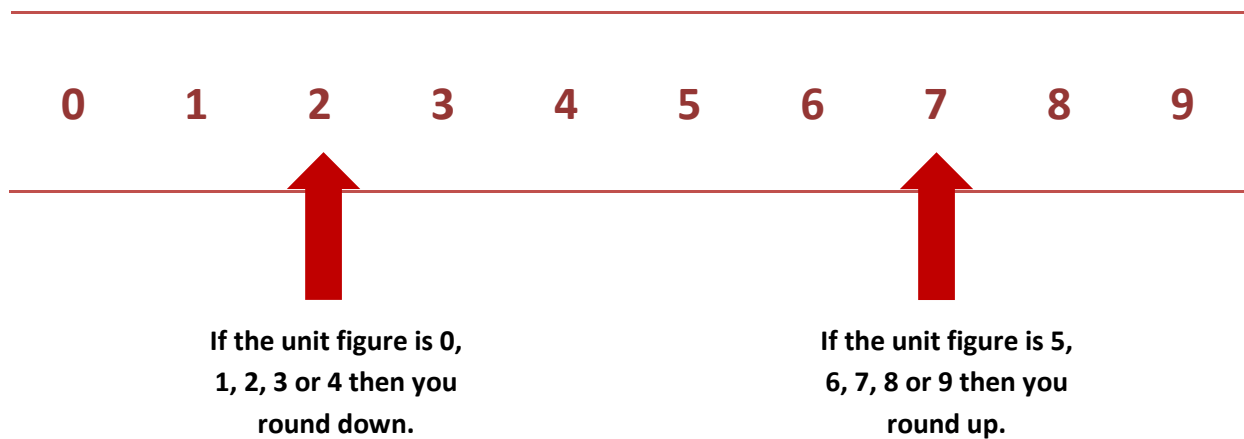 0 1 2 3 4 5 6 7 8 9
If the unit figure is 0,
1, 2, 3 or 4 then you
round down.
If the unit figure is 5,
6, 7, 8 or 9 then you
round up.